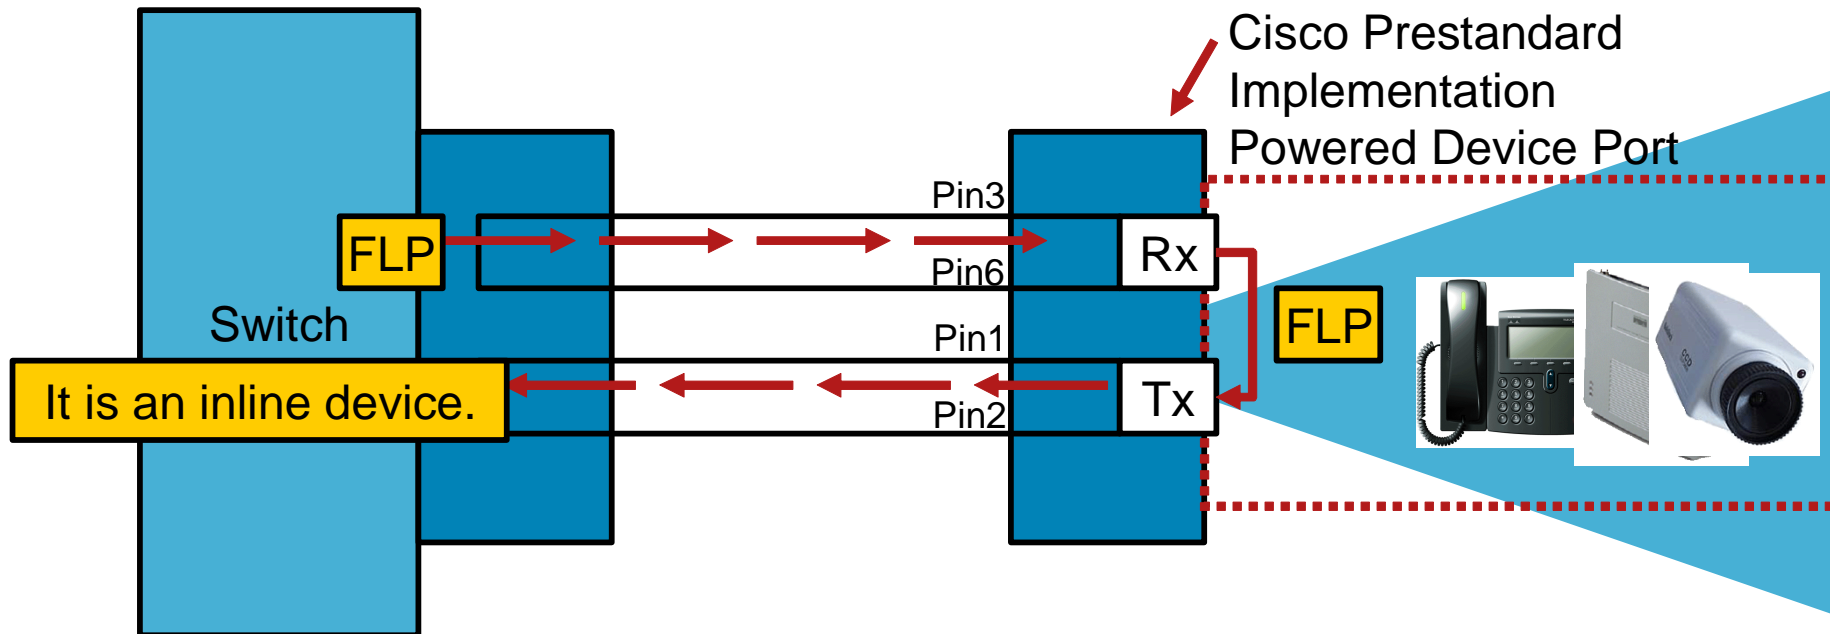 Cisco Prestandard
Implementation
Powered Device Port
Pin3
FLP
Rx
Pin6
FLP
Switch
Pin1
It is an inline device.
Tx
Pin2